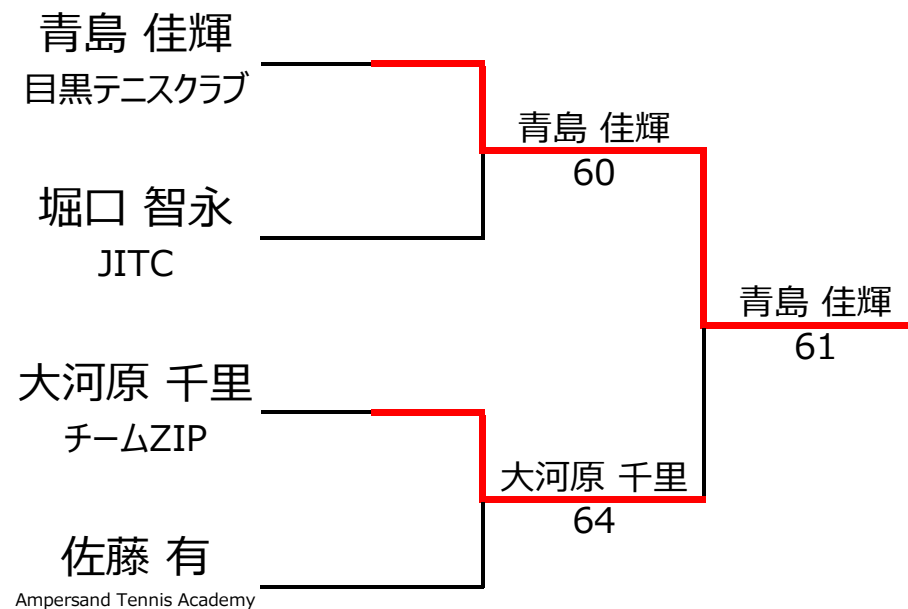 青島 佳輝
目黒テニスクラブ
青島 佳輝
60
堀口 智永
JITC
青島 佳輝
61
大河原 千里
チームZIP
大河原 千里
64
佐藤 有
Ampersand Tennis Academy